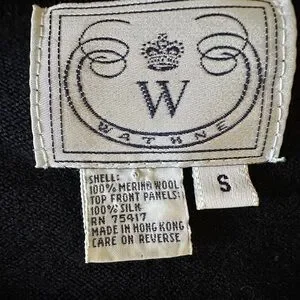 W
WATHNE
SHELL:
100% MERINO WOOL
TOP FRONT PANELS:
100% SILK
RN 75417
MADE IN HONG KONG
CARE ON REVERSE
S